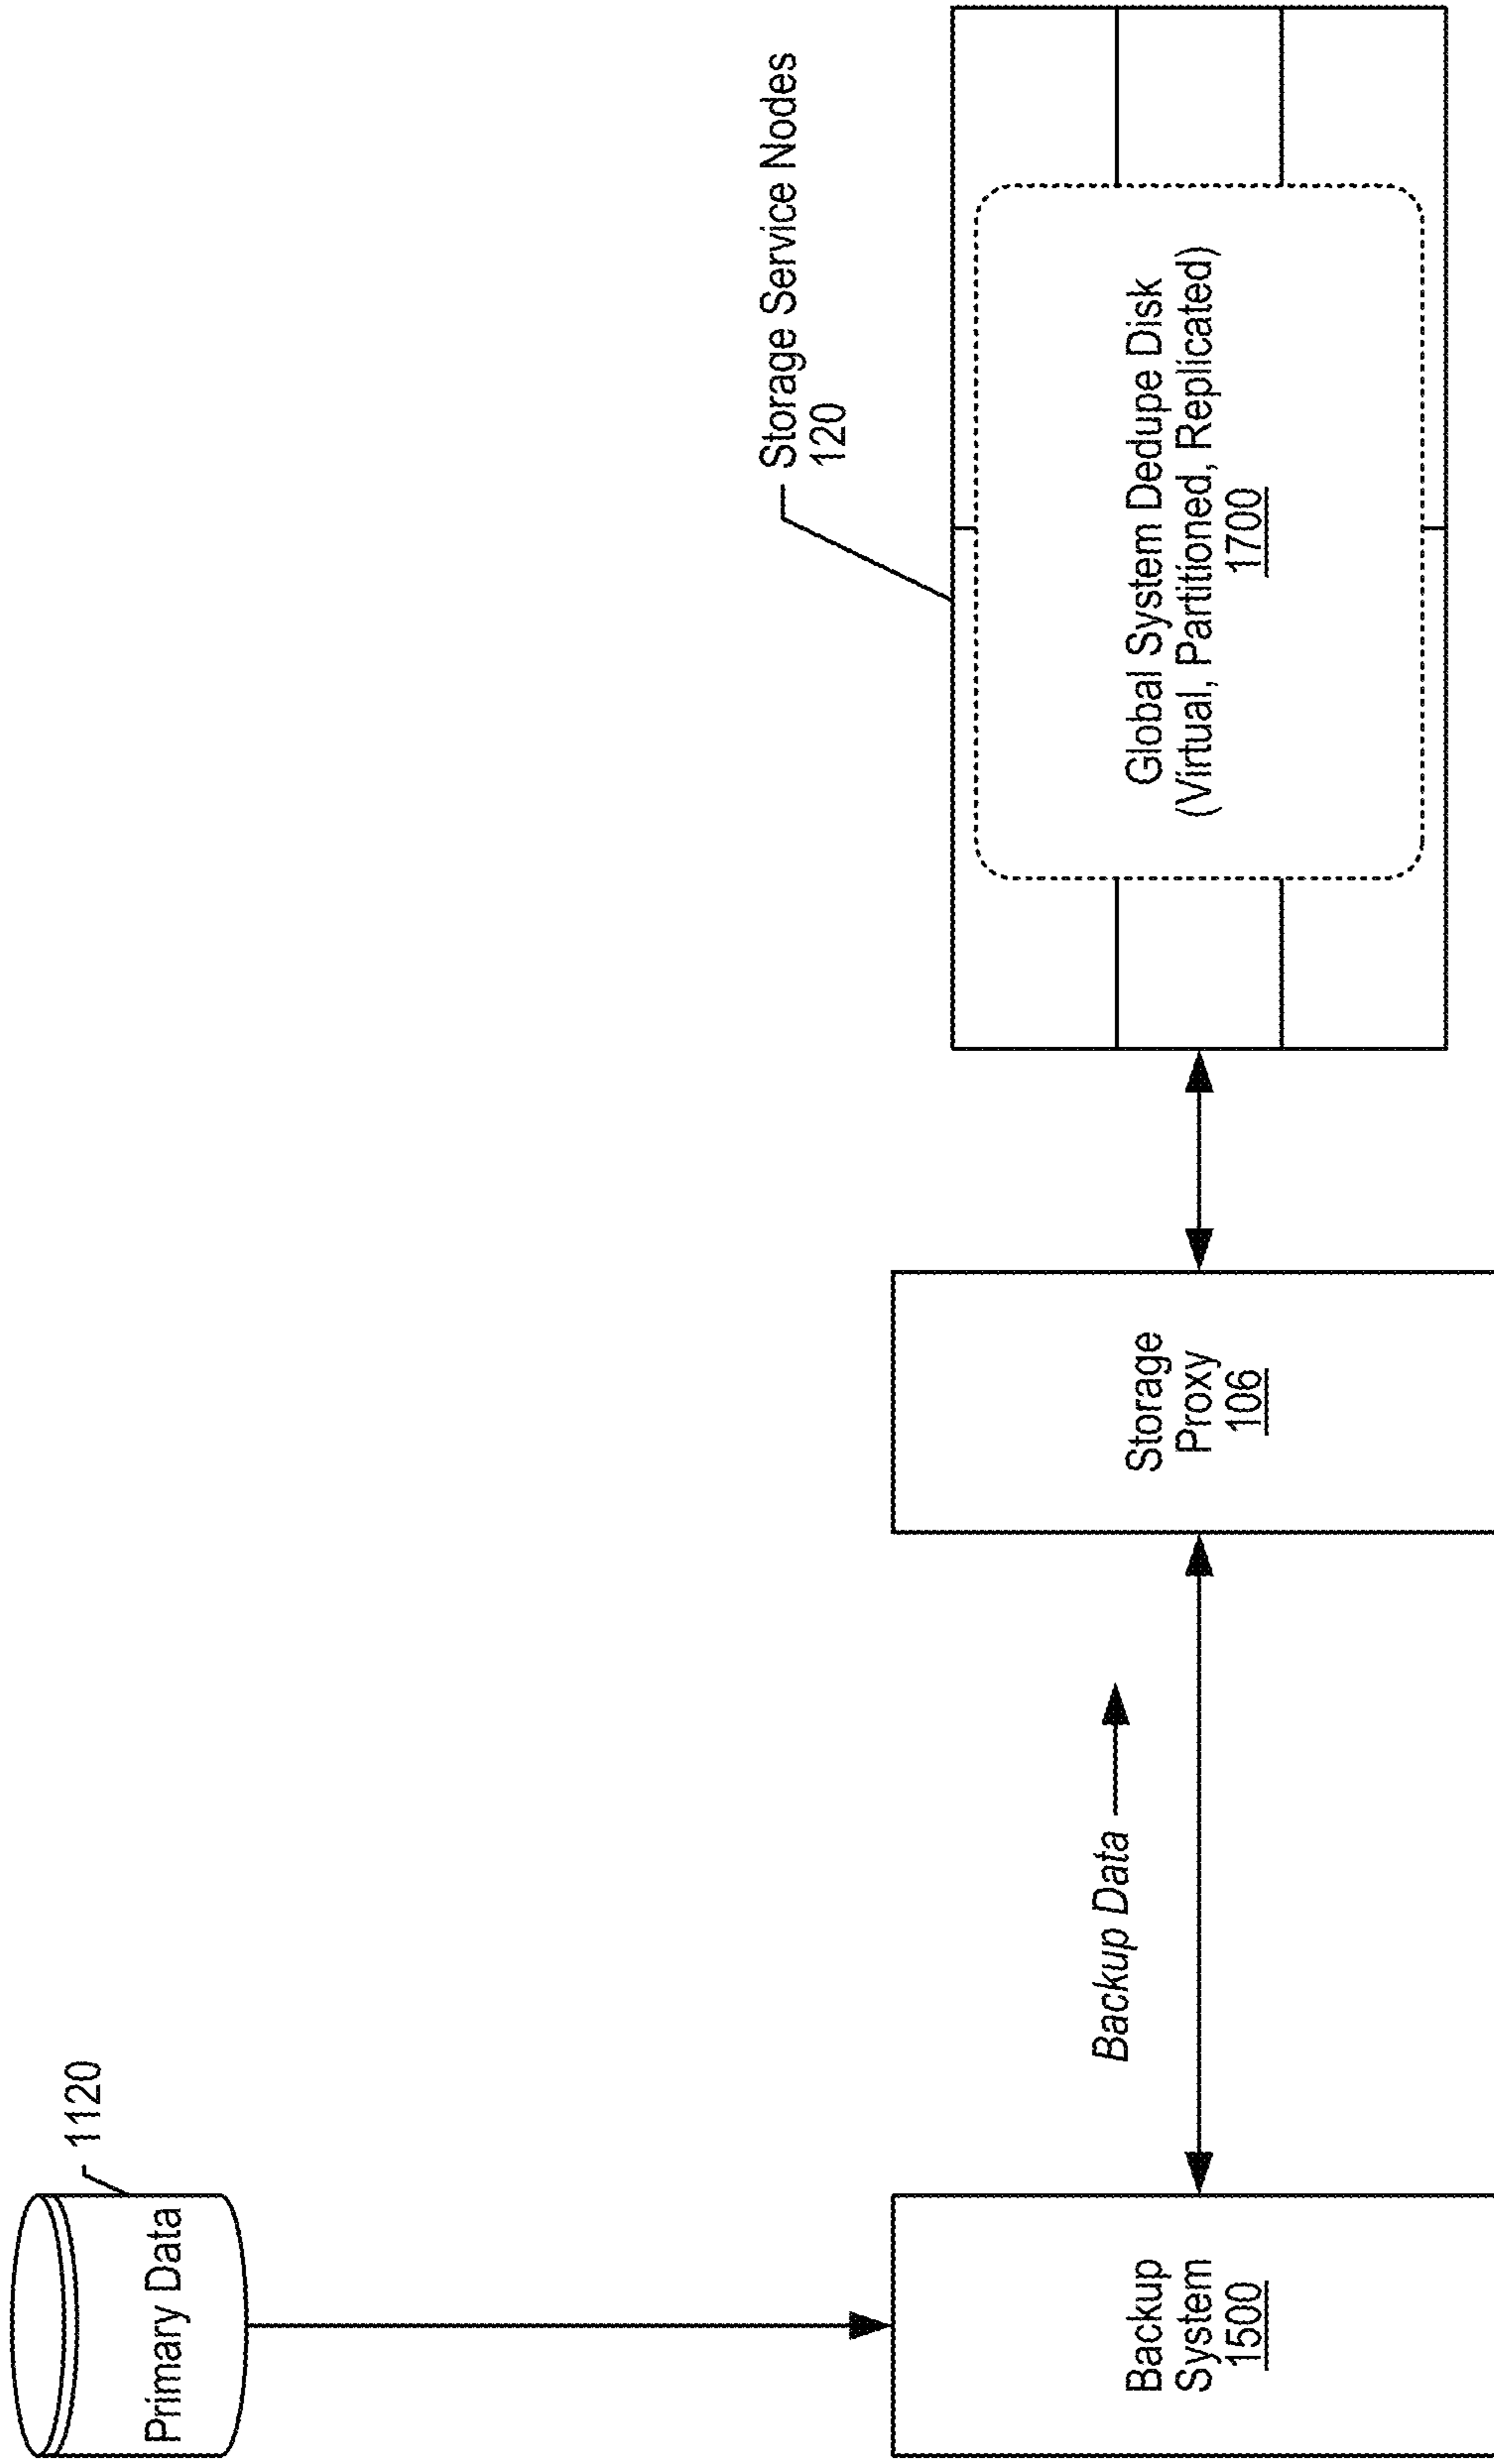 Primary Data
1120
Backup
System
1500
Backup Data
Storage
Proxy
106
Storage Service Nodes
120
Global System Dedupe Disk
(Virtual, Partitioned, Replicated)
1700